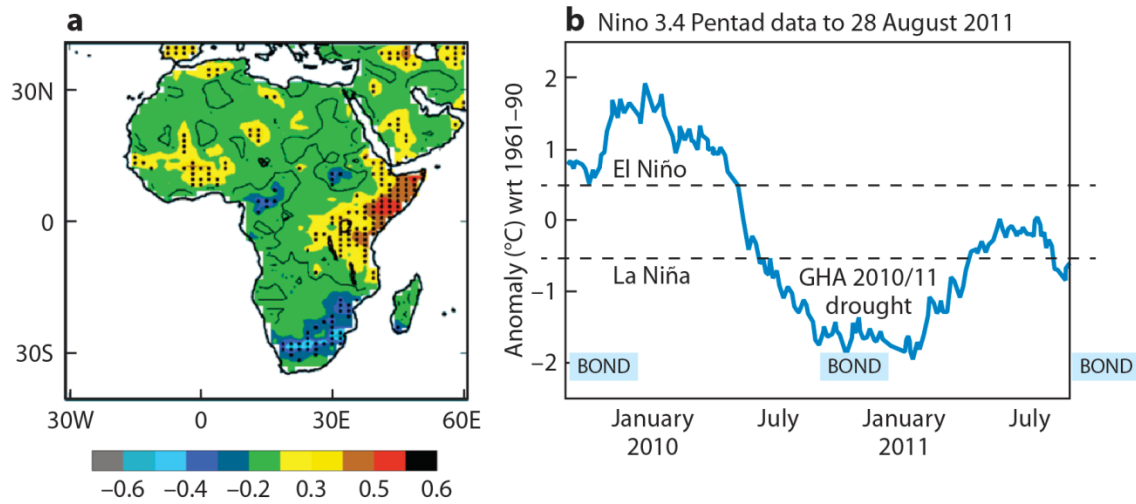 a
30N
0
30S
30W
0
30E
60E
−0.6
−0.4
−0.2
0.3
0.5
0.6
b Nino 3.4 Pentad data to 28 August 2011
Anomaly (°C) wrt 1961–90
2
1
0
−1
−2
El Niño
La Niña
GHA 2010/11
drought
BOND
BOND
BOND
January
2010
July
January
2011
July